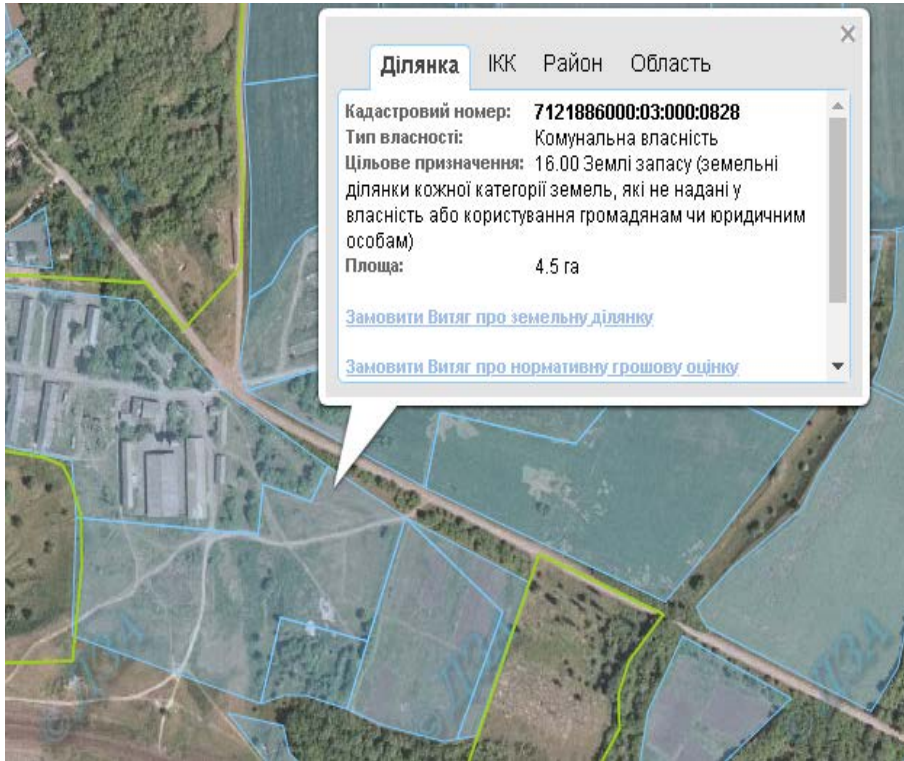 ×
Ділянка ІКК Район Область
Кадастровий номер: 7121886000:03:000:0828
Тип власності: Комунальна власність
Цільове призначення: 16.00 Землі запасу (земельні
ділянки кожної категорії земель, які не надані у
власність або користування громадянам чи юридичним
особам)
Площа: 4.5 га
Замовити Витяг про земельну ділянку
Замовити Витяг про нормативну грошову оцінку